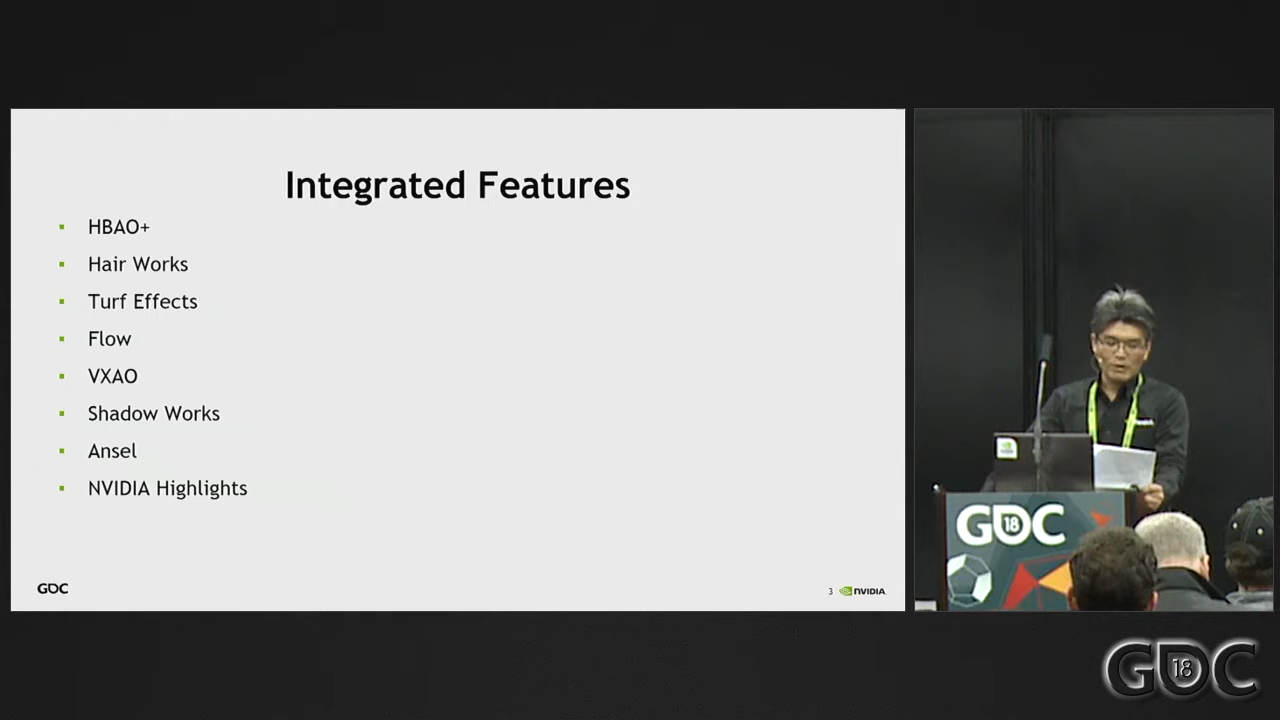 Integrated Features
HBAO+
Hair Works
Turf Effects
Flow
VXAO
Shadow Works
Ansel
NVIDIA Highlights
GDC
3
NVIDIA
GDC
18
GDC
18